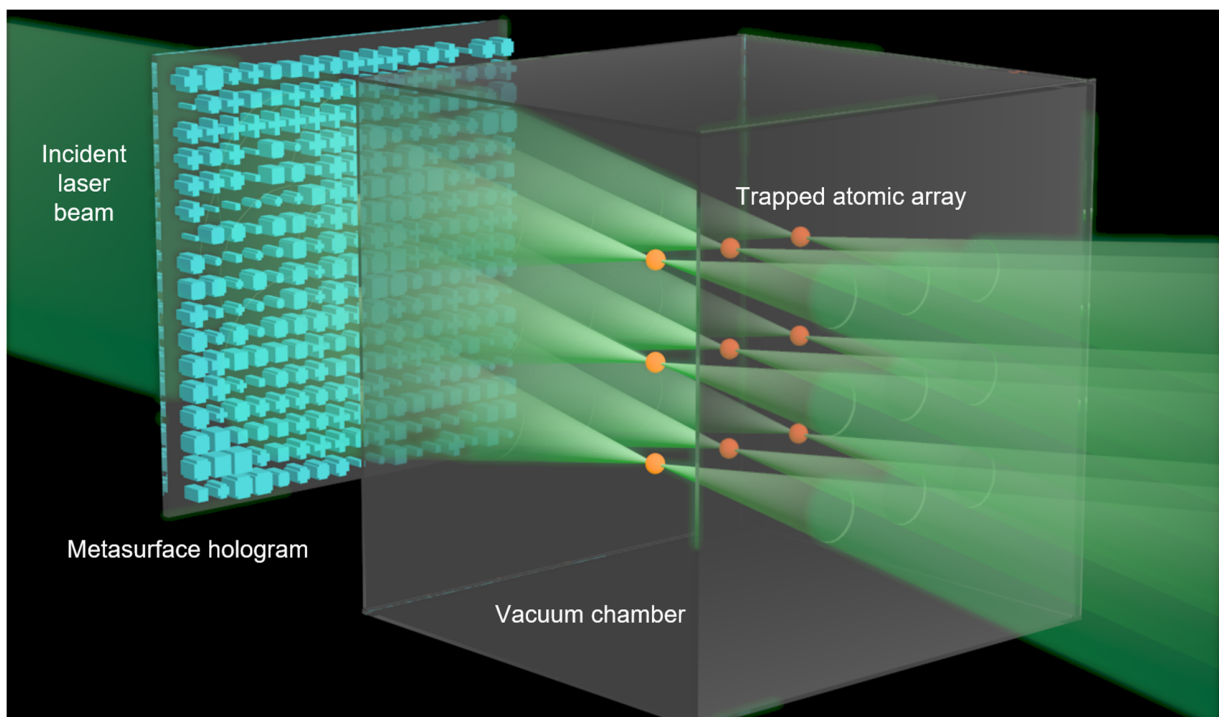 Incident
laser
beam
Trapped atomic array
Metasurface hologram
Vacuum chamber